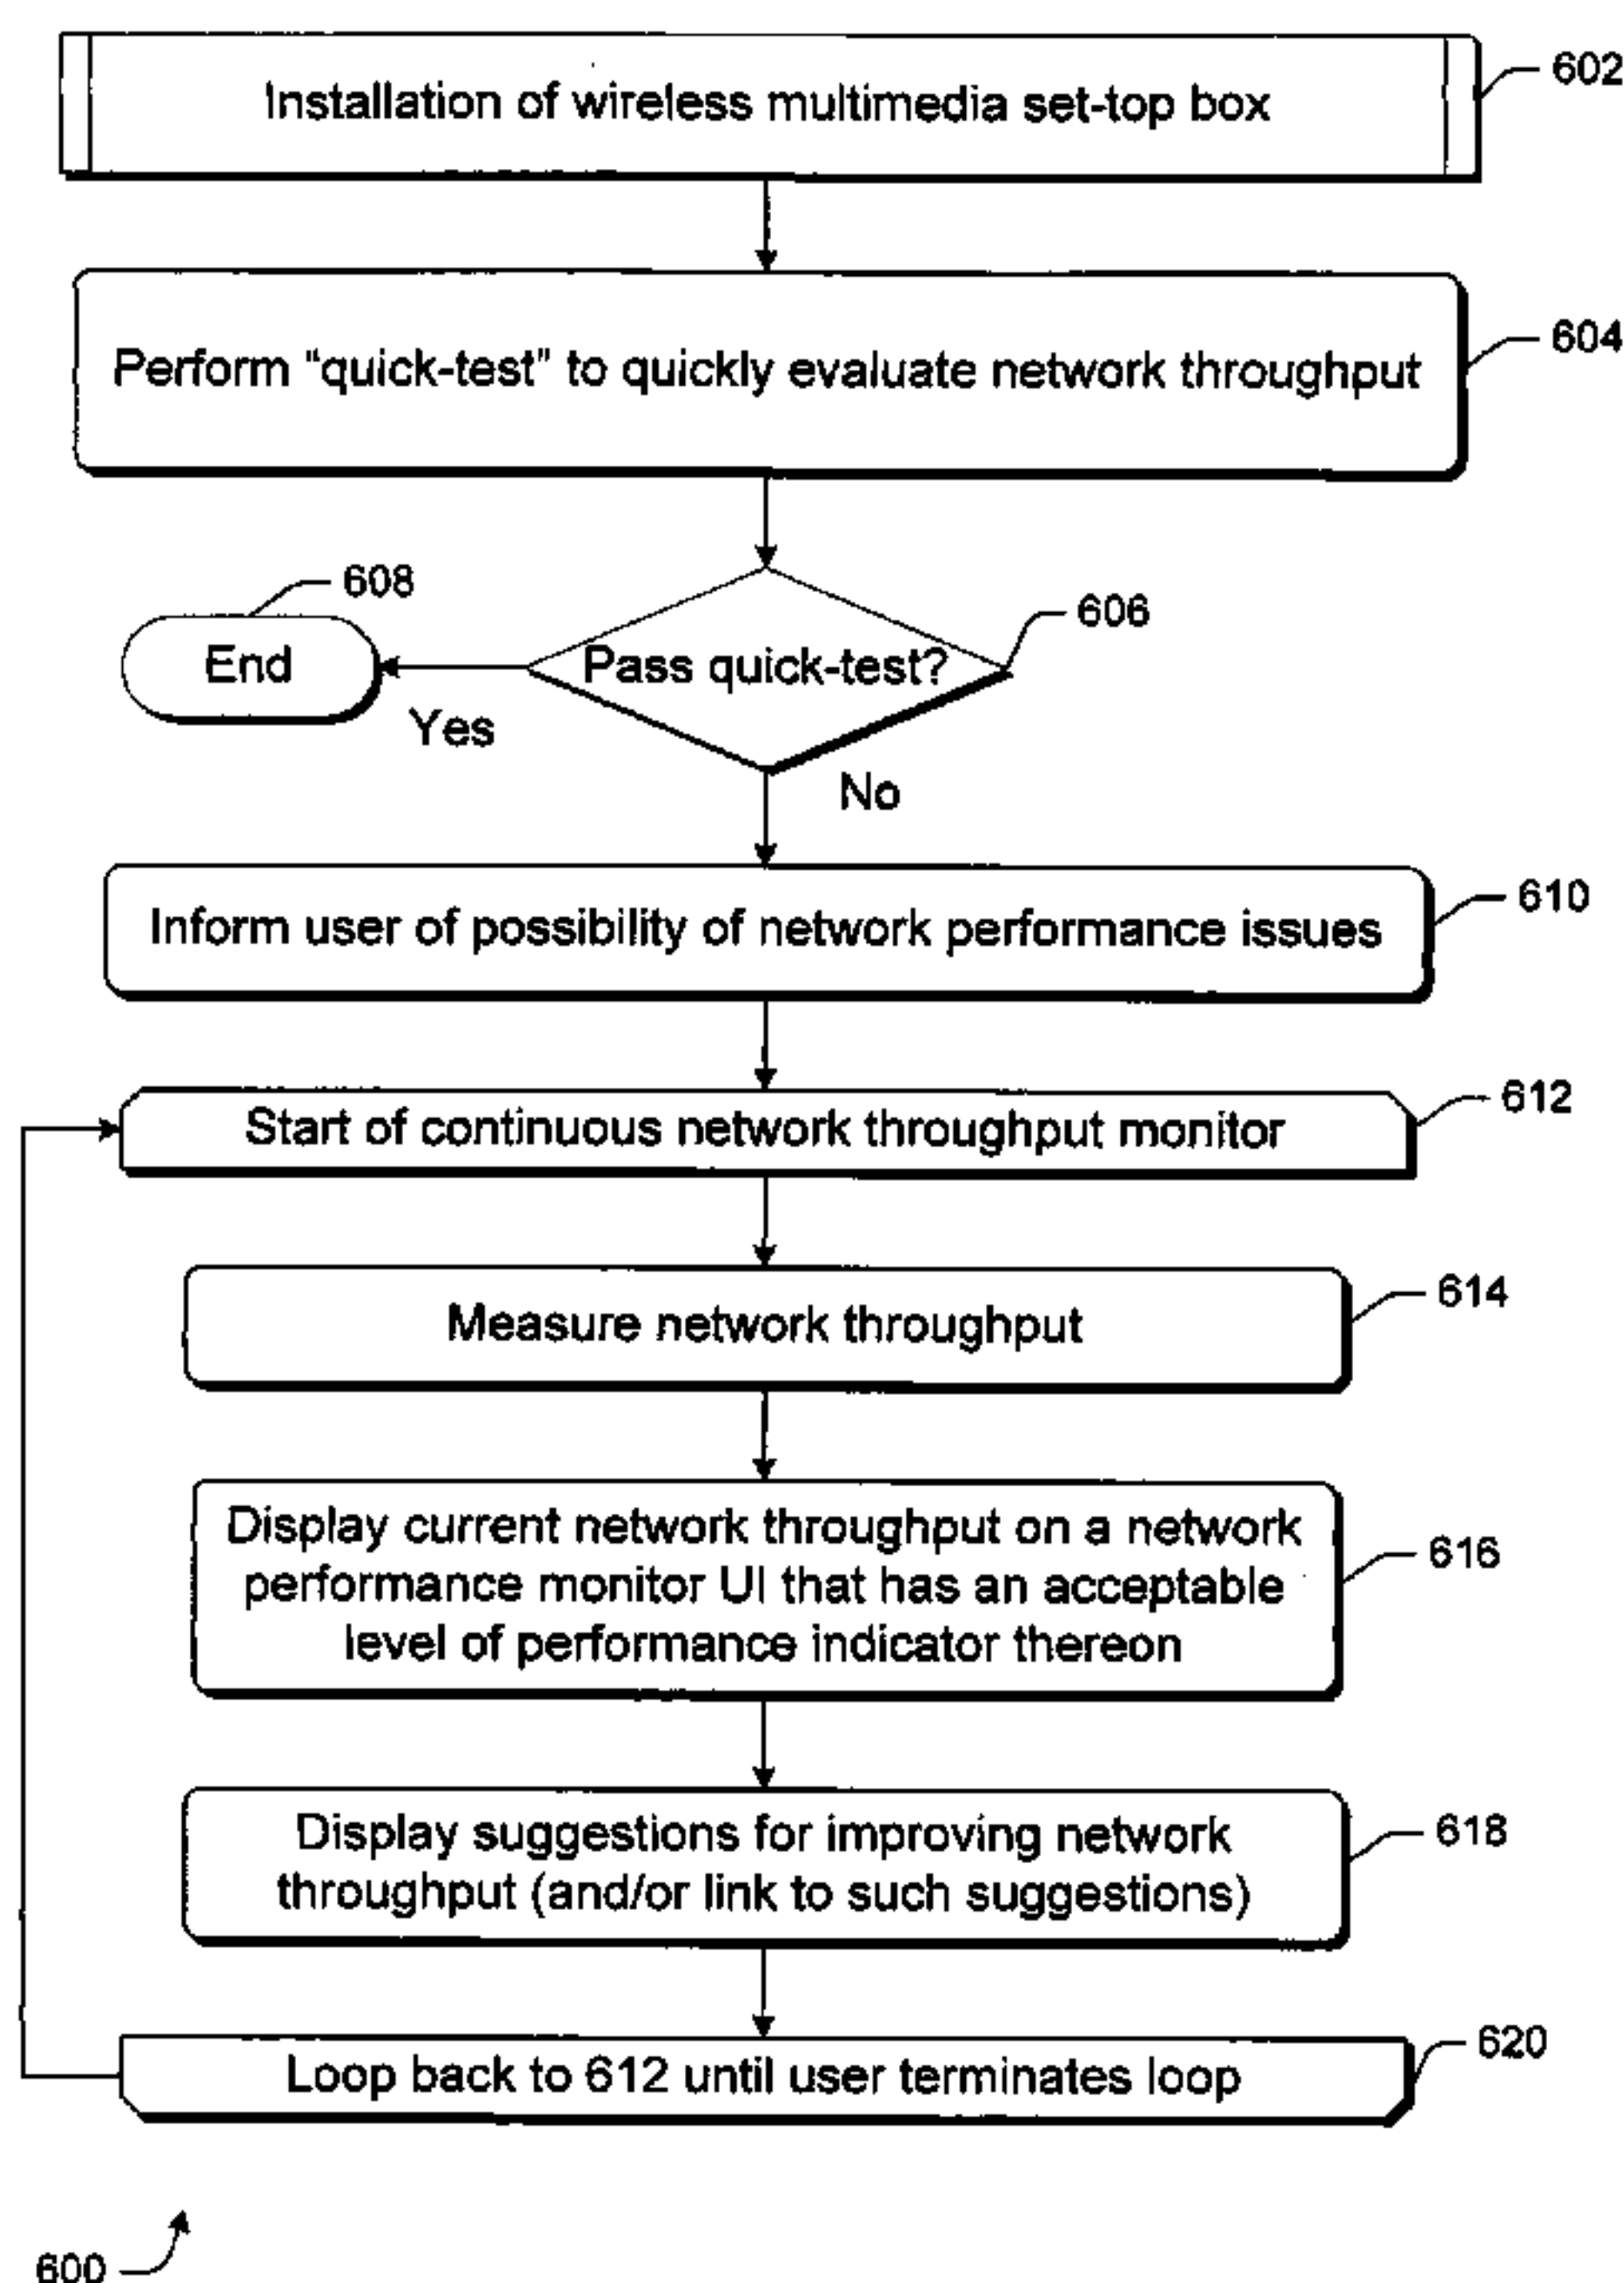 Installation of wireless multimedia set-top box
602
Perform “quick-test” to quickly evaluate network throughput
604
608
End
Pass quick-test?
606
Yes
No
Inform user of possibility of network performance issues
610
Start of continuous network throughput monitor
612
Measure network throughput
614
Display current network throughput on a network
performance monitor UI that has an acceptable
level of performance indicator thereon
616
Display suggestions for improving network
throughput (and/or link to such suggestions)
618
Loop back to 612 until user terminates loop
620
600